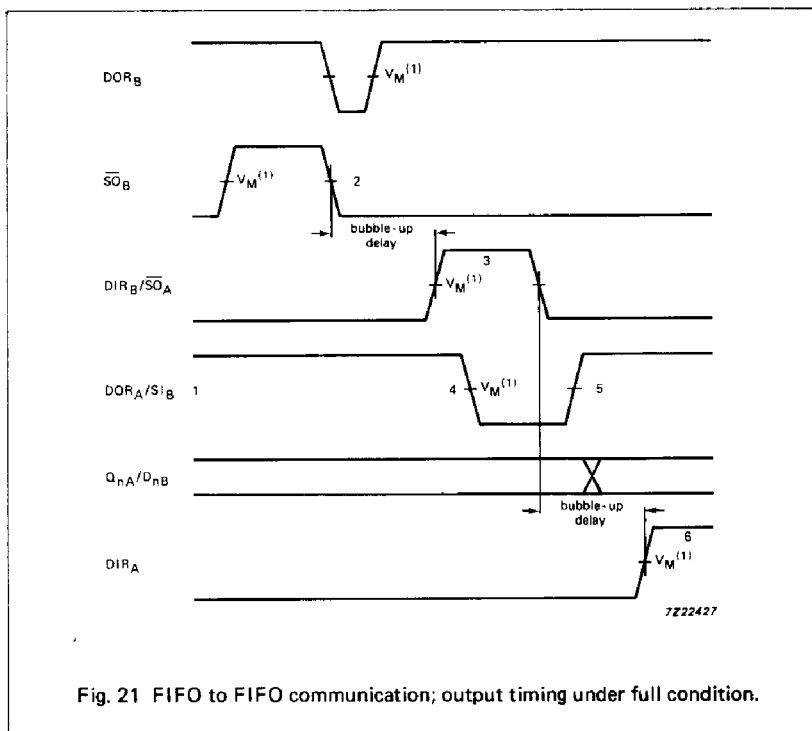 DOR_B
V_M^(1)
S̅O̅_B
V_M^(1)
2
bubble-up
delay
3
DIR_B/S̅O̅_A
V_M^(1)
DOR_A/SI_B
1
4
V_M^(1)
5
Q_nA/D_nB
bubble-up
delay
6
DIR_A
V_M^(1)
7Z22427
Fig. 21 FIFO to FIFO communication; output timing under full condition.